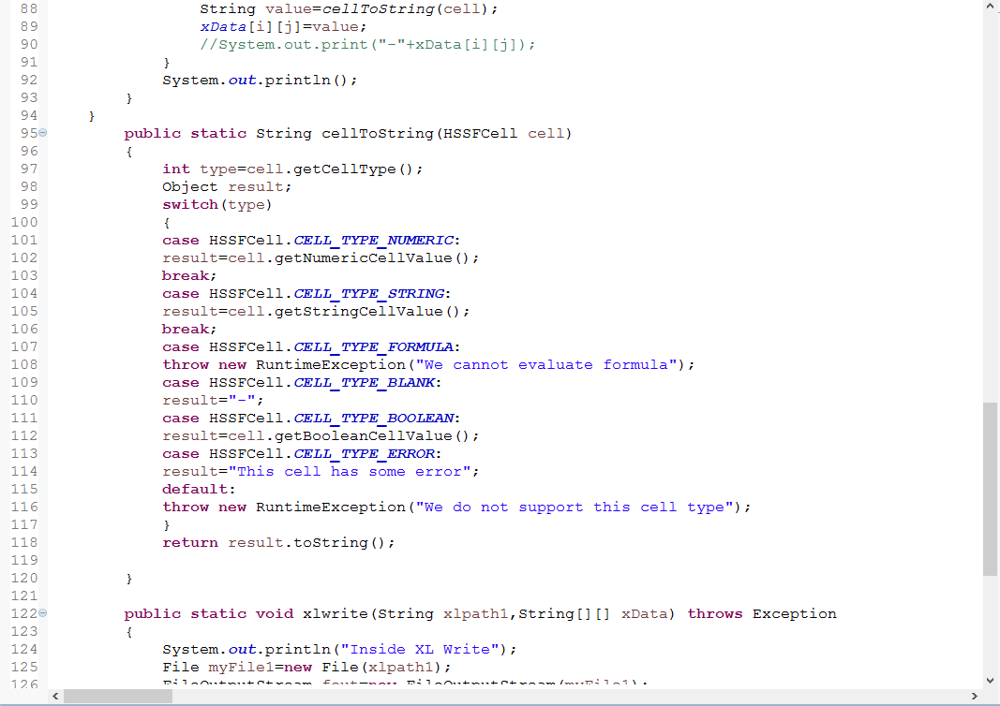 88 String value=cellToString(cell);
89 xData[i][j]=value;
90 //System.out.print("-"+xData[i][j]);
91 }
92 System.out.println();
93 }
94 }
95 public static String cellToString(HSSFCell cell)
96 {
97 int type=cell.getCellType();
98 Object result;
99 switch(type)
100 {
101 case HSSFCell.CELL_TYPE_NUMERIC:
102 result=cell.getNumericCellValue();
103 break;
104 case HSSFCell.CELL_TYPE_STRING:
105 result=cell.getStringCellValue();
106 break;
107 case HSSFCell.CELL_TYPE_FORMULA:
108 throw new RuntimeException("We cannot evaluate formula");
109 case HSSFCell.CELL_TYPE_BLANK:
110 result="-";
111 case HSSFCell.CELL_TYPE_BOOLEAN:
112 result=cell.getBooleanCellValue();
113 case HSSFCell.CELL_TYPE_ERROR:
114 result="This cell has some error";
115 default:
116 throw new RuntimeException("We do not support this cell type");
117 }
118 return result.toString();
119
120 }
121
122 public static void xlwrite(String xlpath1,String[][] xData) throws Exception
123 {
124 System.out.println("Inside XL Write");
125 File myFile1=new File(xlpath1);
126 FileOutputStream fout=new FileOutputStream(myFile1);